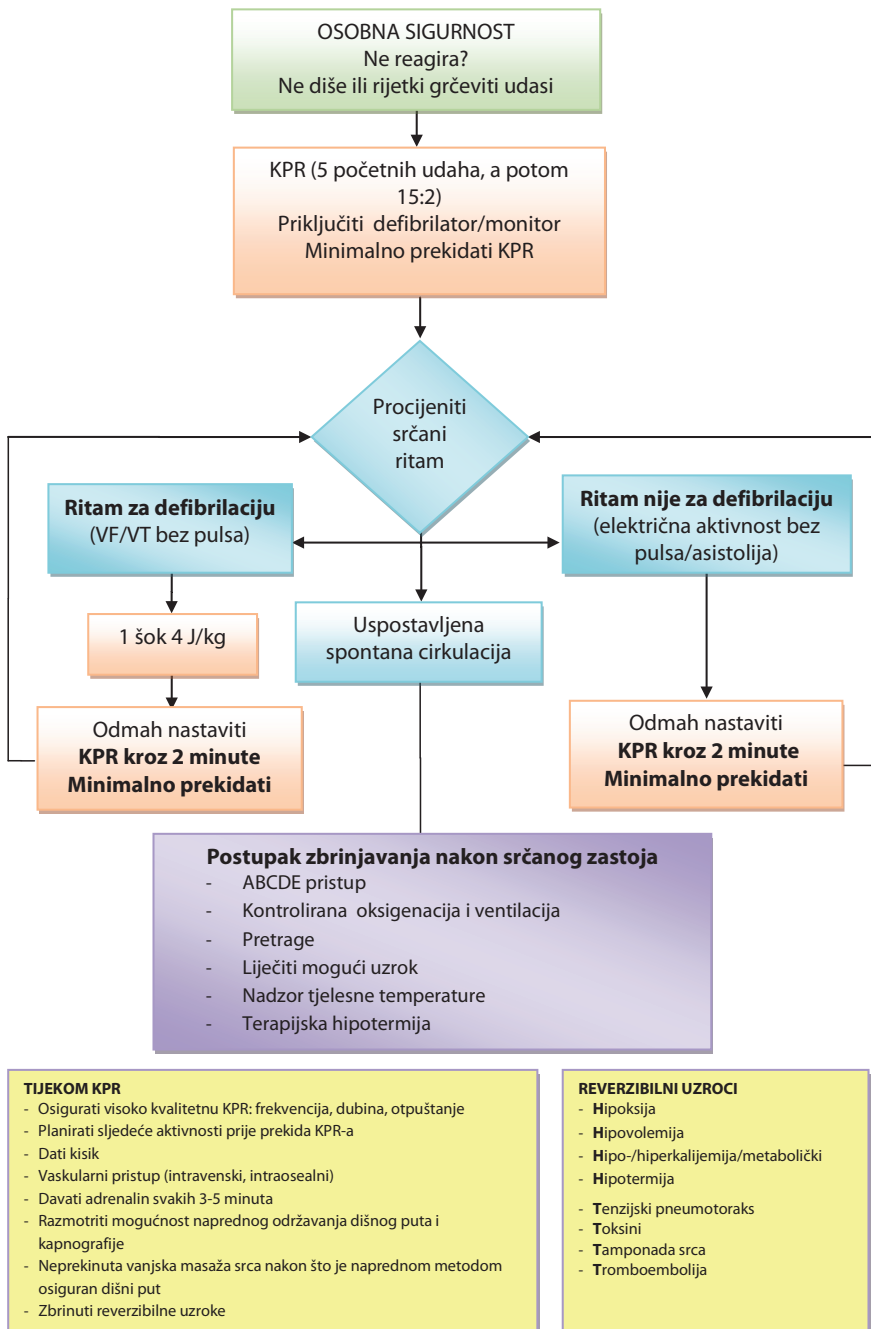 OSOBNA SIGURNOST
Ne reagira?
Ne diše ili rijetki grčeviti udasi
KPR (5 početnih udaha, a potom
15:2)
Priključiti defibrilator/monitor
Minimalno prekidati KPR
Procijeniti
srčani
ritam
Ritam za defibrilaciju
(VF/VT bez pulsa)
Ritam nije za defibrilaciju
(električna aktivnost bez
pulsa/asistolija)
1 šok 4 J/kg
Uspostavljena
spontana cirkulacija
Odmah nastaviti
KPR kroz 2 minute
Minimalno prekidati
Odmah nastaviti
KPR kroz 2 minute
Minimalno prekidati
Postupak zbrinjavanja nakon srčanog zastoja
- ABCDE pristup
- Kontrolirana oksigenacija i ventilacija
- Pretrage
- Liječiti mogući uzrok
- Nadzor tjelesne temperature
- Terapijska hipotermija
TIJEKOM KPR
- Osigurati visoko kvalitetnu KPR: frekvencija, dubina, otpuštanje
- Planirati sljedeće aktivnosti prije prekida KPR-a
- Dati kisik
- Vaskularni pristup (intravenski, intraosealni)
- Davati adrenalin svakih 3-5 minuta
- Razmotriti mogućnost naprednog održavanja dišnog puta i
kapnografije
- Neprekinuta vanjska masaža srca nakon što je naprednom metodom
osiguran dišni put
- Zbrinuti reverzibilne uzroke
REVERZIBILNI UZROCI
- Hipoksija
- Hipovolemija
- Hipo-/hiperkalijemija/metabolički
- Hipotermija
- Tenzijski pneumotoraks
- Toksini
- Tamponada srca
- Tromboembolija